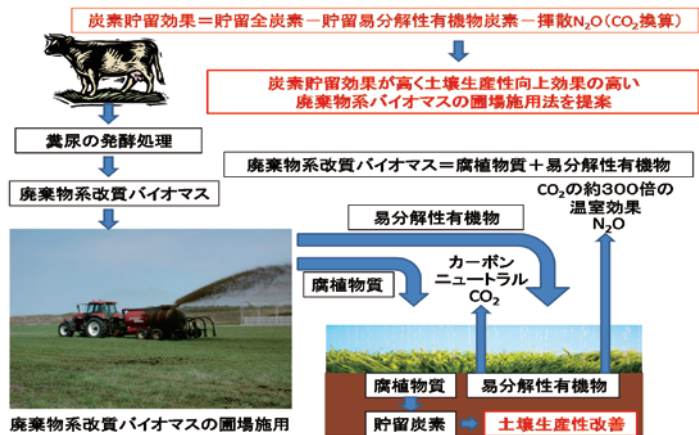 炭素貯留効果＝貯留全炭素－貯留易分解性有機物炭素－揮散N₂O（CO₂換算）
炭素貯留効果が高く土壌生産性向上効果の高い
廃棄物系バイオマスの圃場施用法を提案
糞尿の発酵処理
廃棄物系改質バイオマス＝腐植物質＋易分解性有機物
廃棄物系改質バイオマス
CO₂の約300倍の
温室効果
N₂O
易分解性有機物
腐植物質
カーボン
ニュートラル
CO₂
腐植物質
易分解性有機物
貯留炭素
土壌生産性改善
廃棄物系改質バイオマスの圃場施用